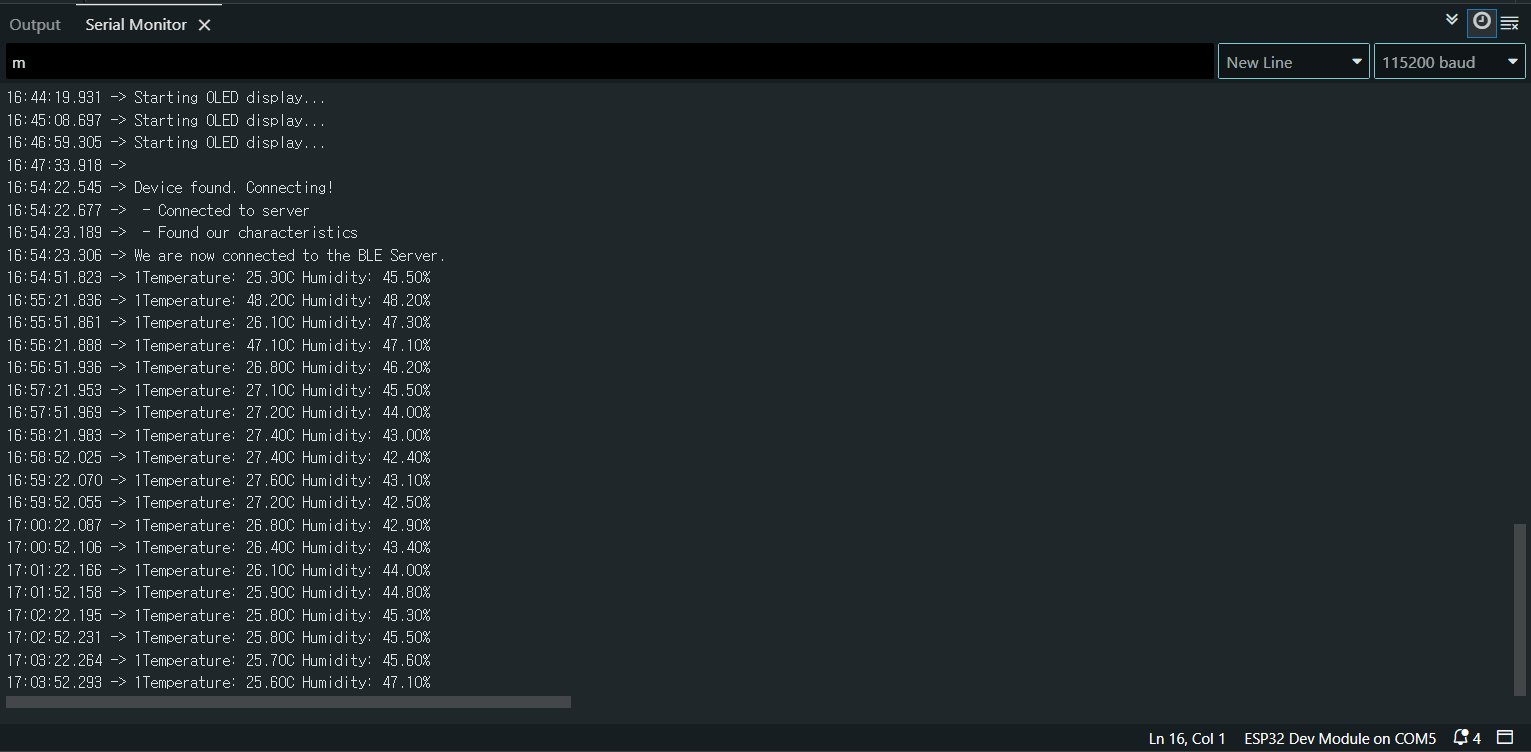 Output Serial Monitor
m New Line 115200 baud
16:44:19.931 -> Starting OLED display...
16:45:08.697 -> Starting OLED display...
16:46:59.305 -> Starting OLED display...
16:47:33.918 ->
16:54:22.545 -> Device found. Connecting!
16:54:22.677 ->  - Connected to server
16:54:23.189 ->  - Found our characteristics
16:54:23.306 -> We are now connected to the BLE Server.
16:54:51.823 -> 1Temperature: 25.30C Humidity: 45.50%
16:55:21.836 -> 1Temperature: 48.20C Humidity: 48.20%
16:55:51.861 -> 1Temperature: 26.10C Humidity: 47.30%
16:56:21.888 -> 1Temperature: 47.10C Humidity: 47.10%
16:56:51.936 -> 1Temperature: 26.80C Humidity: 46.20%
16:57:21.953 -> 1Temperature: 27.10C Humidity: 45.50%
16:57:51.969 -> 1Temperature: 27.20C Humidity: 44.00%
16:58:21.983 -> 1Temperature: 27.40C Humidity: 43.00%
16:58:52.025 -> 1Temperature: 27.40C Humidity: 42.40%
16:59:22.070 -> 1Temperature: 27.60C Humidity: 43.10%
16:59:52.055 -> 1Temperature: 27.20C Humidity: 42.50%
17:00:22.087 -> 1Temperature: 26.80C Humidity: 42.90%
17:00:52.106 -> 1Temperature: 26.40C Humidity: 43.40%
17:01:22.166 -> 1Temperature: 26.10C Humidity: 44.00%
17:01:52.158 -> 1Temperature: 25.90C Humidity: 44.80%
17:02:22.195 -> 1Temperature: 25.80C Humidity: 45.30%
17:02:52.231 -> 1Temperature: 25.80C Humidity: 45.50%
17:03:22.264 -> 1Temperature: 25.70C Humidity: 45.60%
17:03:52.293 -> 1Temperature: 25.60C Humidity: 47.10%
Ln 16, Col 1 ESP32 Dev Module on COM5 4